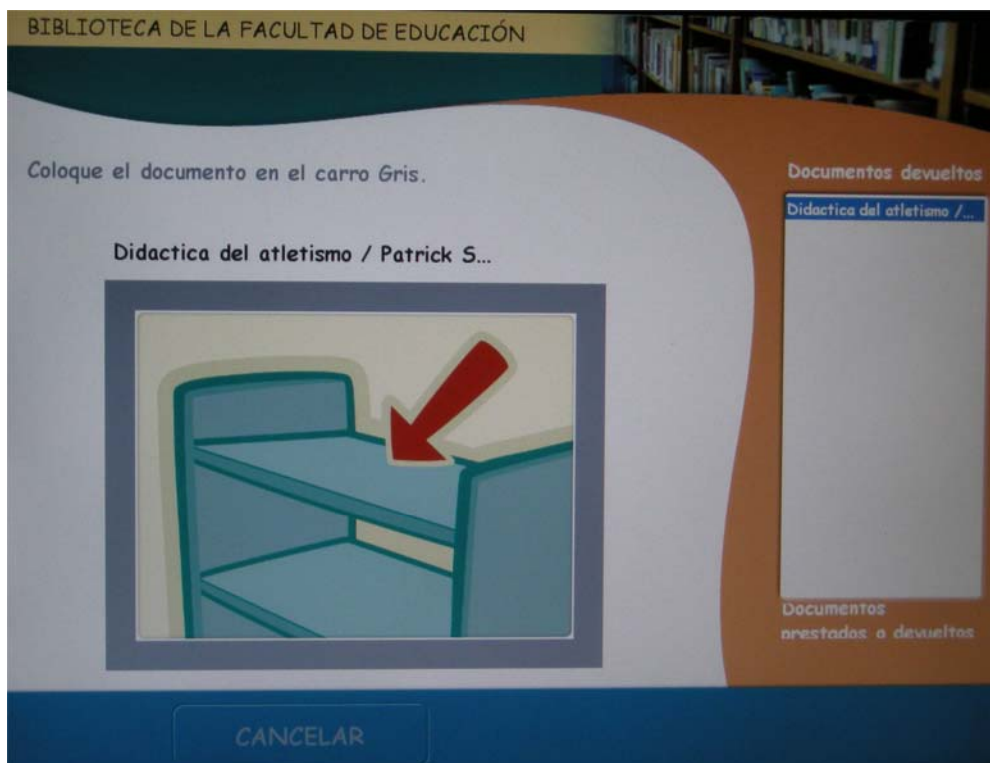 BIBLIOTECA DE LA FACULTAD DE EDUCACIÓN
Coloque el documento en el carro Gris.
Didactica del atletismo / Patrick S...
Documentos devueltos
Didactica del atletismo /...
Documentos
prestados o devueltos
CANCELAR